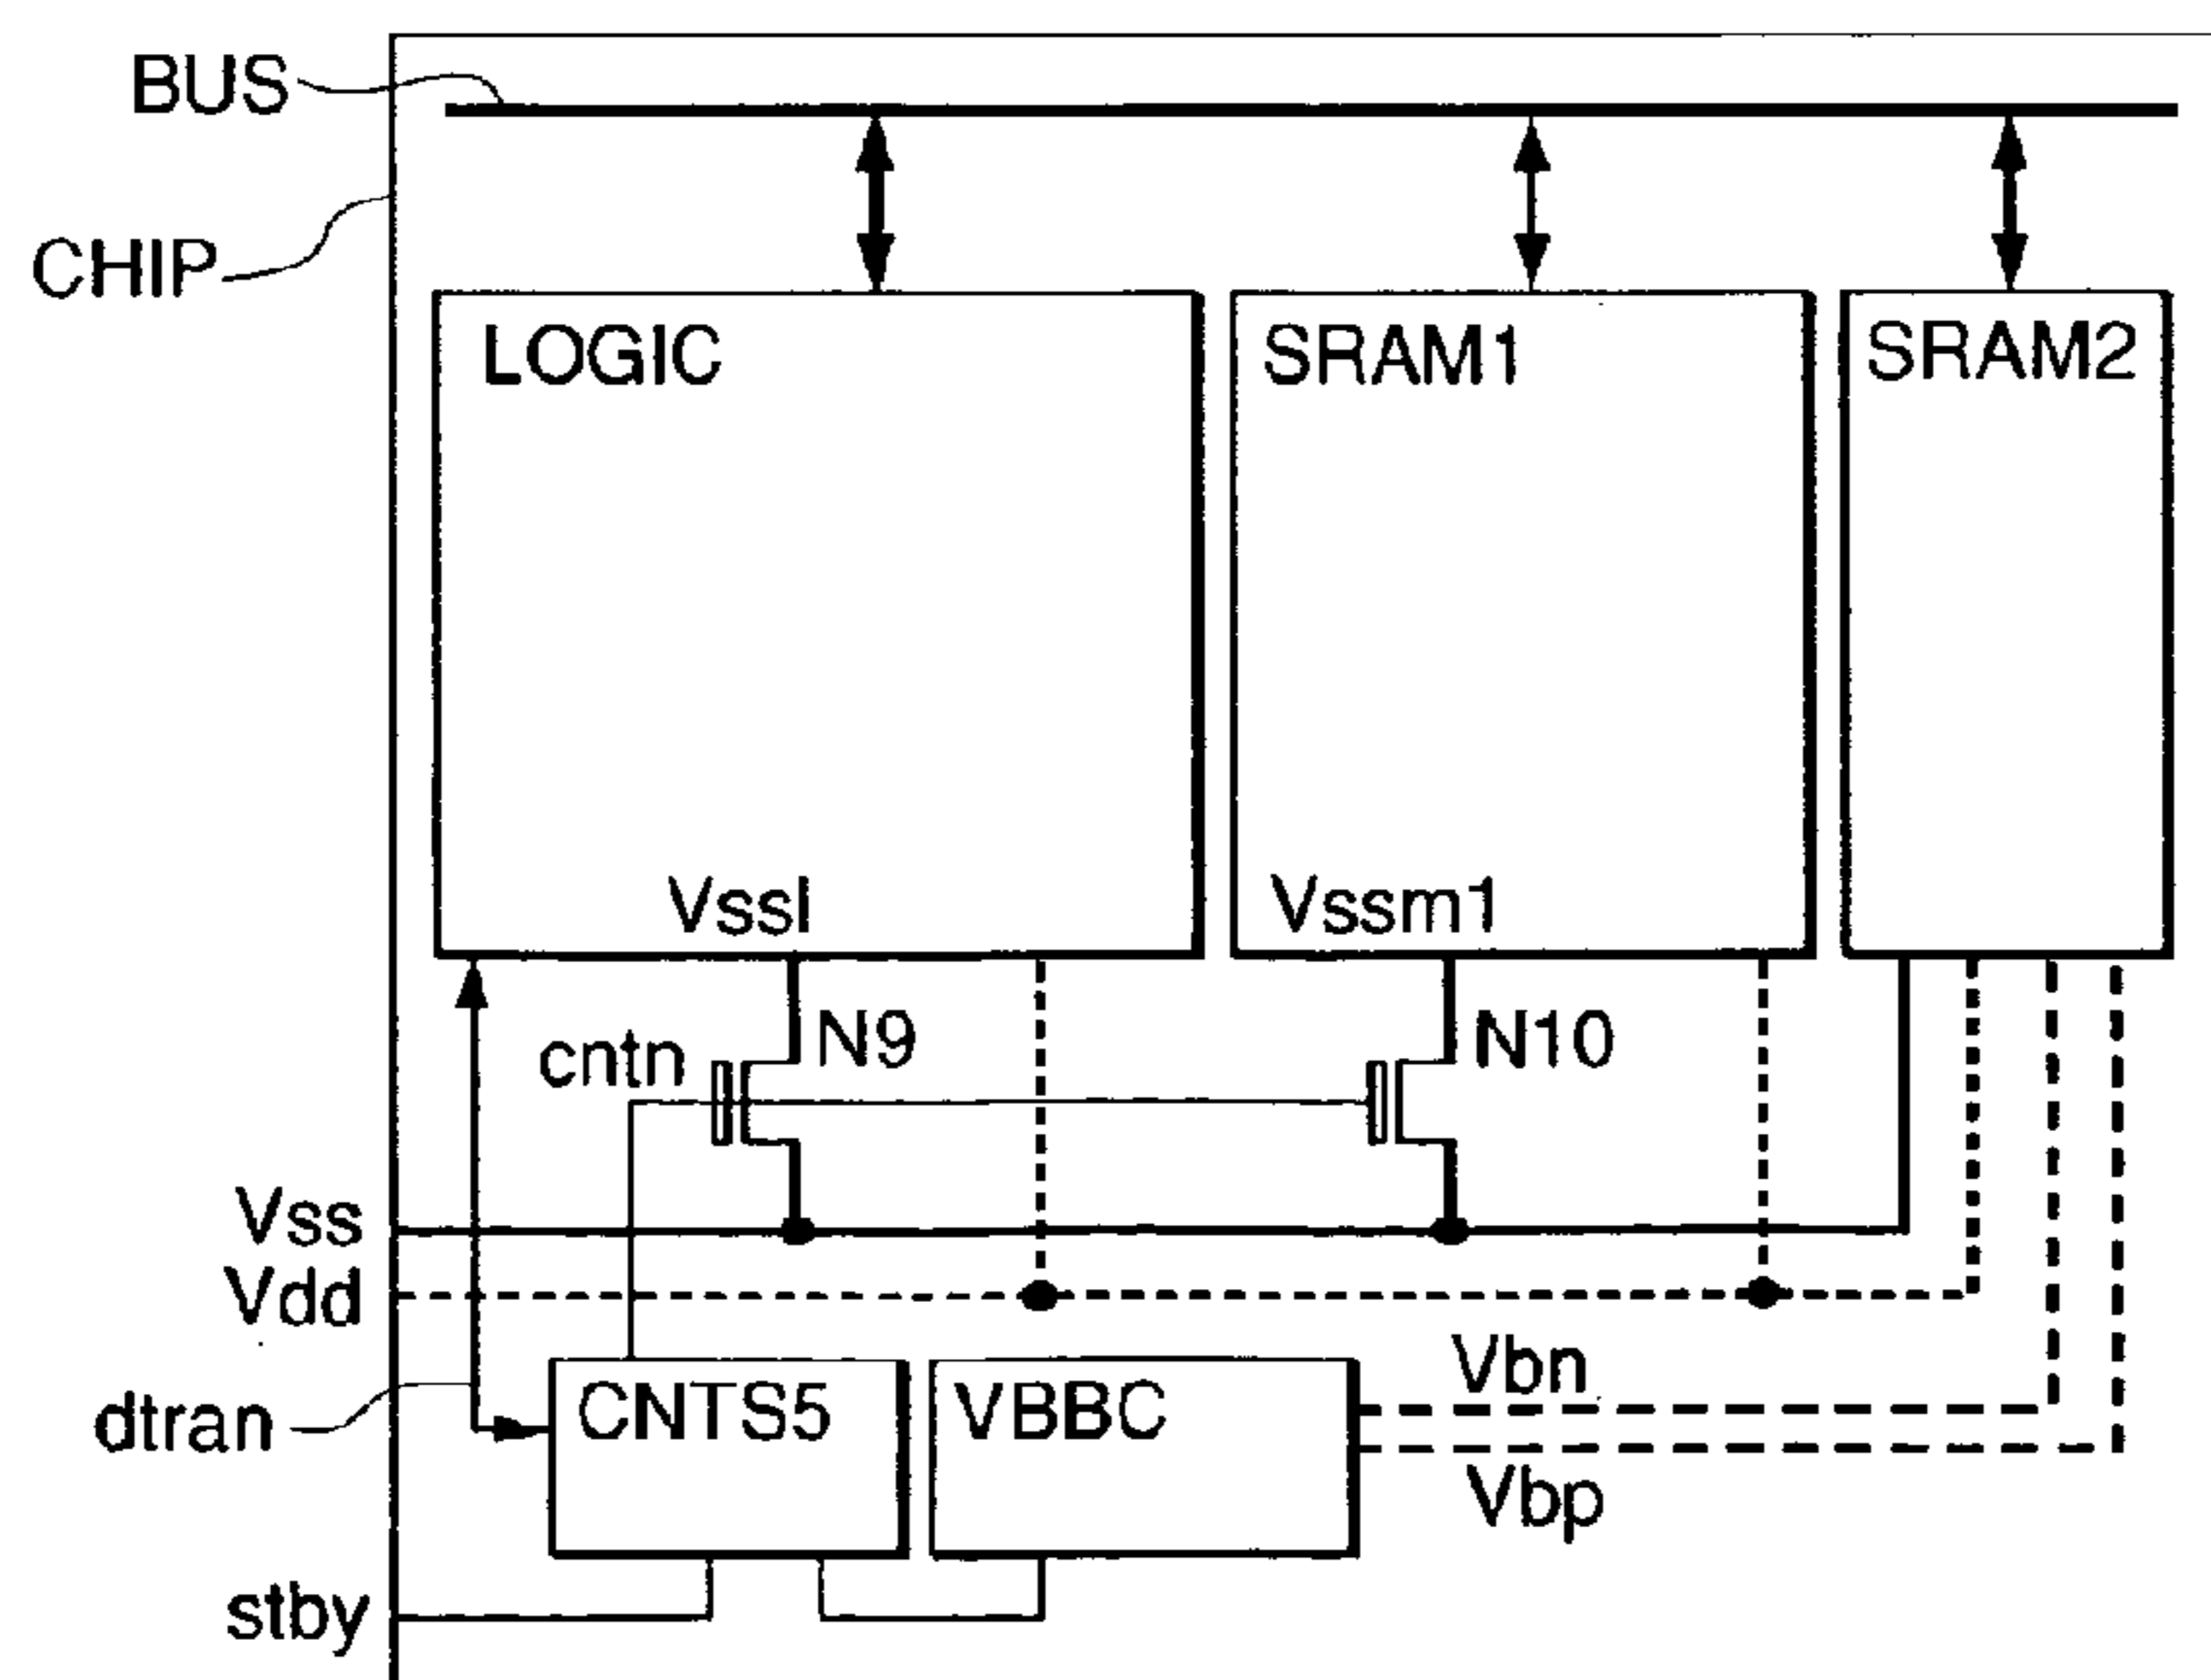 BUS
CHIP
LOGIC
SRAM1
SRAM2
Vssl
Vssm1
cntn
N9
N10
Vss
Vdd
dtran
CNTS5
VBBC
Vbn
Vbp
stby